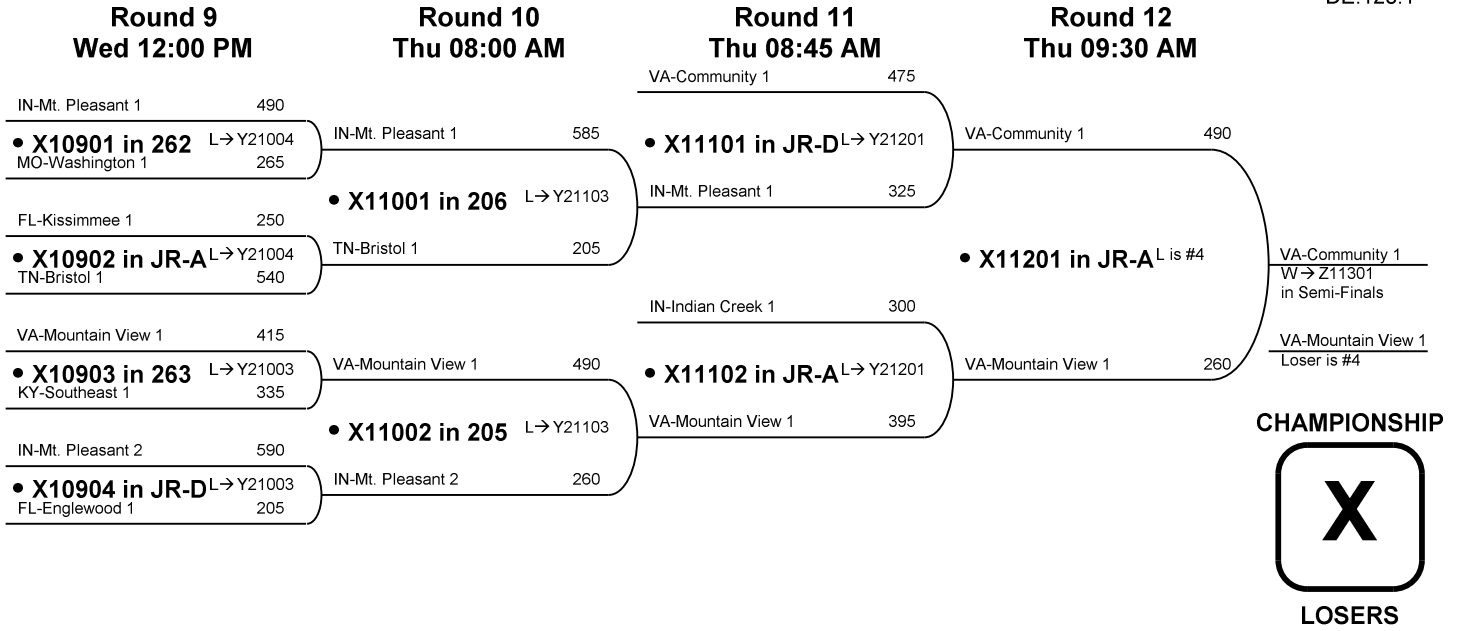 Round 9
Wed 12:00 PM
IN-Mt. Pleasant 1 490
• X10901 in 262 L→Y21004
MO-Washington 1 265
FL-Kissimmee 1 250
• X10902 in JR-A L→Y21004
TN-Bristol 1 540
VA-Mountain View 1 415
• X10903 in 263 L→Y21003
KY-Southeast 1 335
IN-Mt. Pleasant 2 590
• X10904 in JR-D L→Y21003
FL-Englewood 1 205
Round 10
Thu 08:00 AM
IN-Mt. Pleasant 1 585
• X11001 in 206 L→Y21103
TN-Bristol 1 205
VA-Mountain View 1 490
• X11002 in 205 L→Y21103
IN-Mt. Pleasant 2 260
Round 11
Thu 08:45 AM
VA-Community 1 475
• X11101 in JR-D L→Y21201
IN-Mt. Pleasant 1 325
IN-Indian Creek 1 300
• X11102 in JR-A L→Y21201
VA-Mountain View 1 395
Round 12
Thu 09:30 AM
VA-Community 1 490
• X11201 in JR-A L is #4
VA-Mountain View 1 260
VA-Community 1
W→Z11301
in Semi-Finals
VA-Mountain View 1
Loser is #4
CHAMPIONSHIP
X
LOSERS